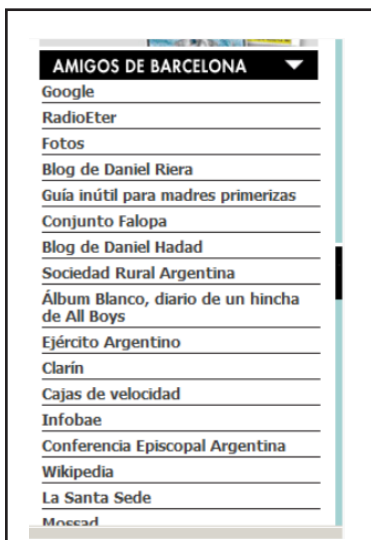 AMIGOS DE BARCELONA
Google
RadioEter
Fotos
Blog de Daniel Riera
Guía inútil para madres primerizas
Conjunto Falopa
Blog de Daniel Hadad
Sociedad Rural Argentina
Álbum Blanco, diario de un hincha
de All Boys
Ejército Argentino
Clarín
Cajas de velocidad
Infobae
Conferencia Episcopal Argentina
Wikipedia
La Santa Sede
Mossad